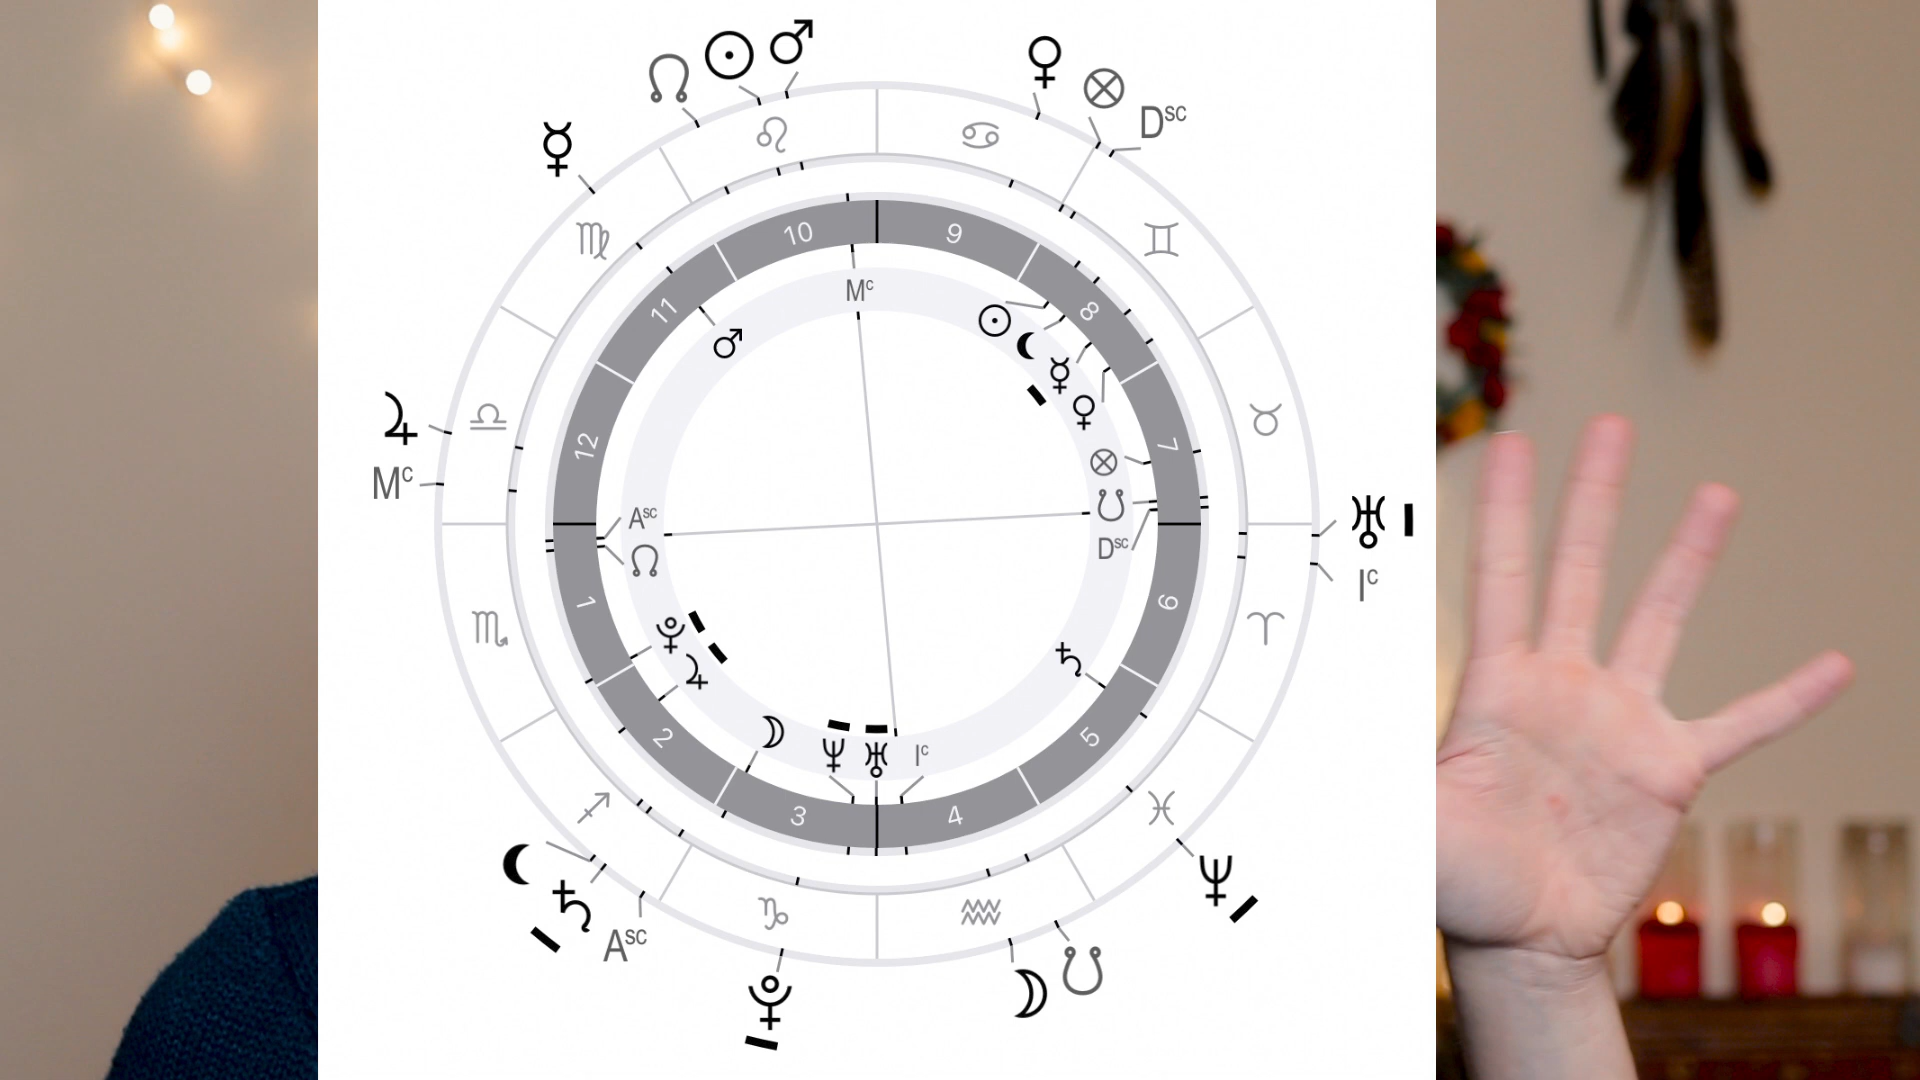 ☊ ☉ ♂ ♀ ⊗ Dsc
☿
♌ ♋
♍ ♊
10 9
11 8
Mc
☉
♂ ⚸ ☿
♀
♃ ♎ 12 7 ♉
Mc ⊗
Asc ☋ ♅
☊ Dsc Ic
♏ 1 6 ♈
♇ ♄
♃
2 ☽ ♆ ♅ Ic 5
3 4
♐ ♓
⚸ ♄ Asc ♑ ♒ ♆
♇ ☽ ☋